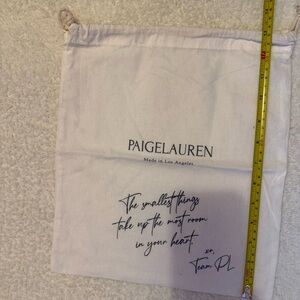 PAIGELAUREN
Made in Los Angeles
The smallest things
take up the most room
in your heart.
xo,
Team PL